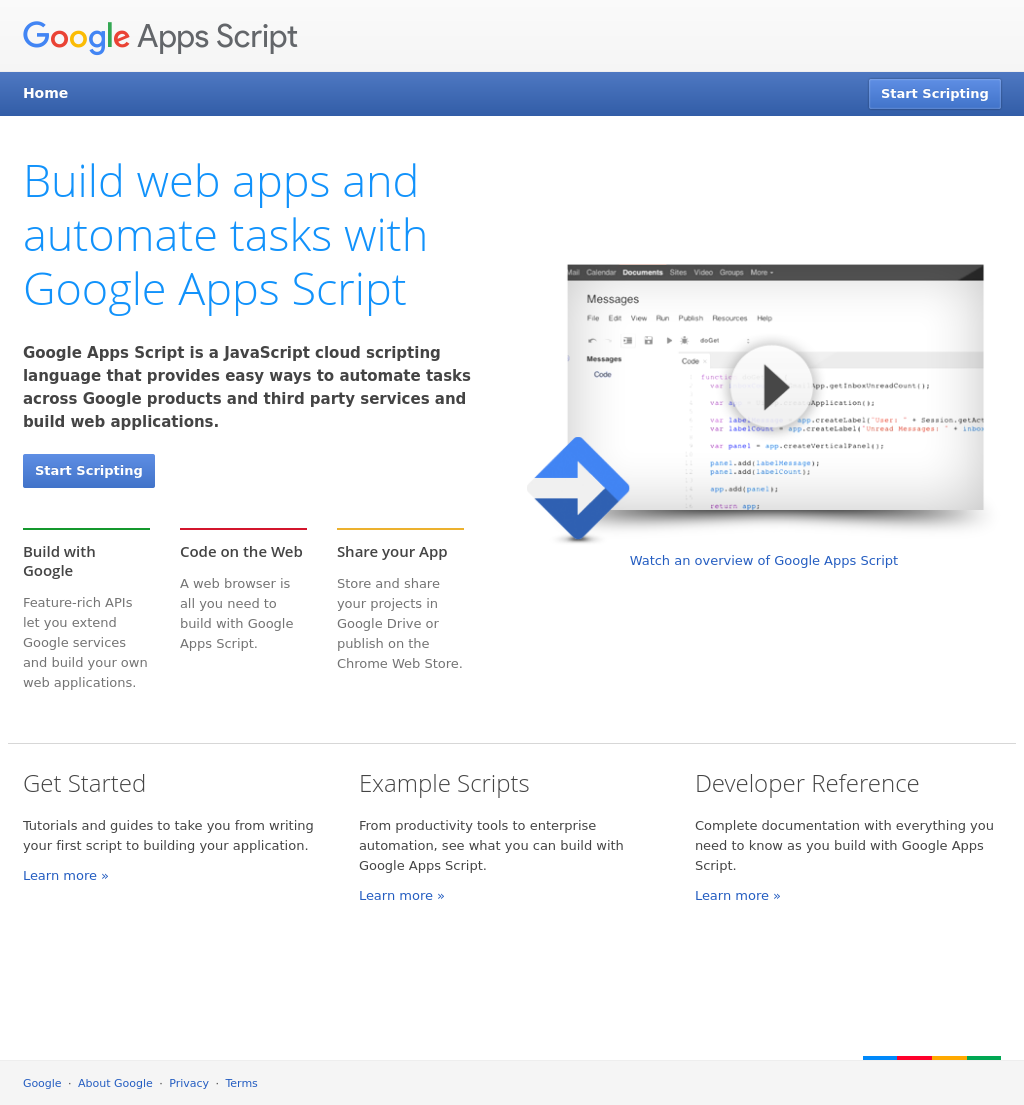 Google Apps Script
Home
Start Scripting
Build web apps and
automate tasks with
Google Apps Script
Google Apps Script is a JavaScript cloud scripting
language that provides easy ways to automate tasks
across Google products and third party services and
build web applications.
Start Scripting
Build with
Google
Feature-rich APIs
let you extend
Google services
and build your own
web applications.
Code on the Web
A web browser is
all you need to
build with Google
Apps Script.
Share your App
Store and share
your projects in
Google Drive or
publish on the
Chrome Web Store.
Mail Calendar Documents Sites Video Groups More
Messages
File Edit View Run Publish Resources Help
doGet
Messages
Code
Code
App.getInboxUnreadCount();
var
var
app.createLabel("User: " + Session.getAct
var labelCount = app.createLabel("Unread Messages: " + inbox
var panel = app.createVerticalPanel();
panel.add(labelMessage);
panel.add(labelCount);
app.add(panel);
return app;
Watch an overview of Google Apps Script
Get Started
Tutorials and guides to take you from writing
your first script to building your application.
Learn more »
Example Scripts
From productivity tools to enterprise
automation, see what you can build with
Google Apps Script.
Learn more »
Developer Reference
Complete documentation with everything you
need to know as you build with Google Apps
Script.
Learn more »
Google · About Google · Privacy · Terms